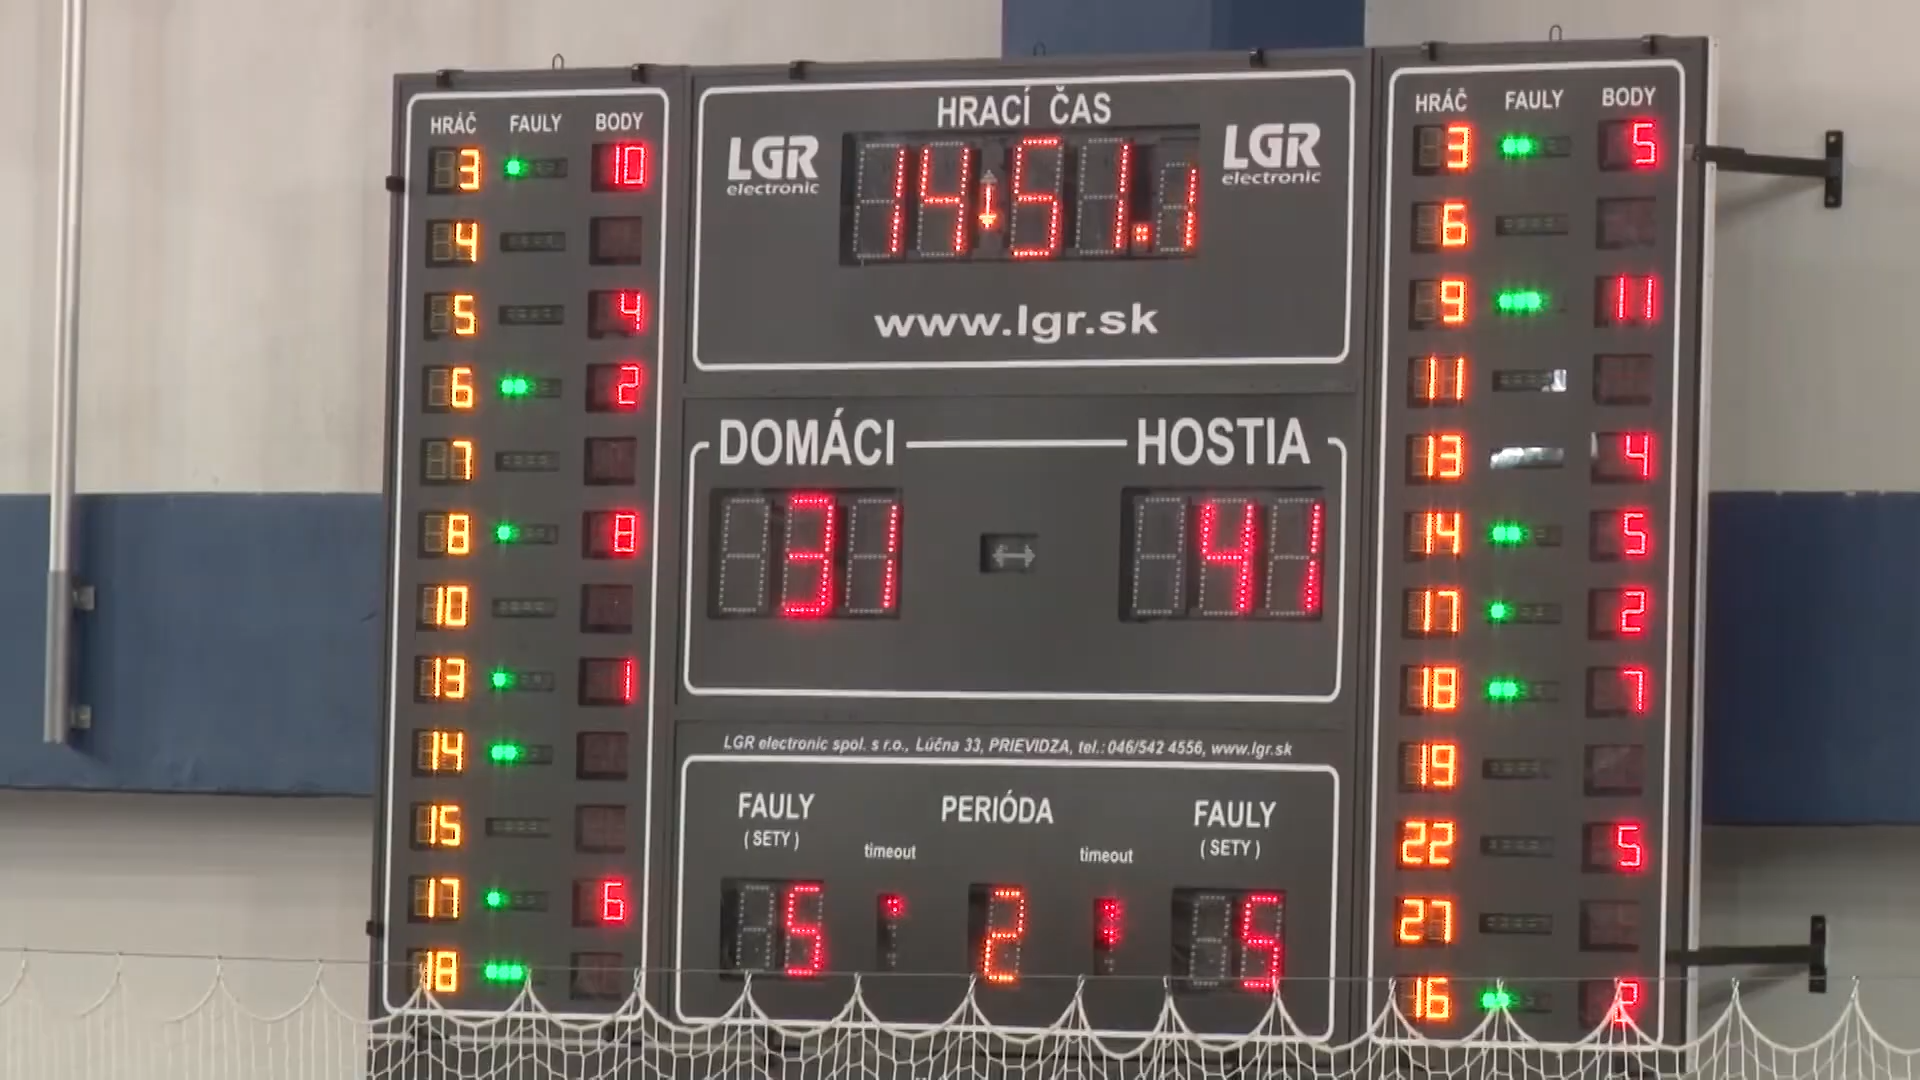 HRÁČ FAULY BODY
3 10
4
5 4
6 2
7
8 8
10
13 1
14
15
17 6
18
HRACÍ ČAS
LGR electronic
14:51.1
LGR electronic
www.lgr.sk
DOMÁCI HOSTIA
31 41
LGR electronic spol. s r.o., Lúčna 33, PRIEVIDZA, tel.: 046/542 4556, www.lgr.sk
FAULY PERIÓDA FAULY
( SETY ) ( SETY )
timeout timeout
5 2 5
HRÁČ FAULY BODY
3 5
6
9 11
11
13 4
14 5
17 2
18 7
19
22 5
27
16 2